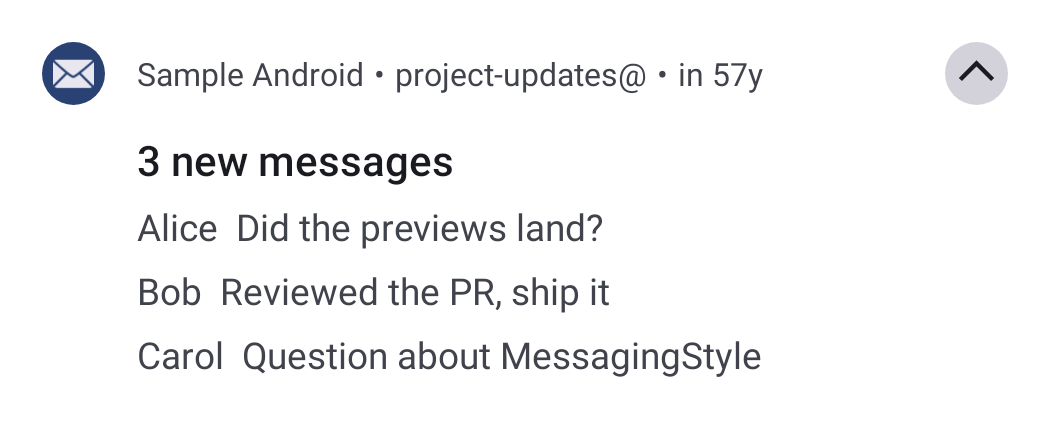 Sample Android • project-updates@ • in 57y
3 new messages
Alice  Did the previews land?
Bob  Reviewed the PR, ship it
Carol  Question about MessagingStyle